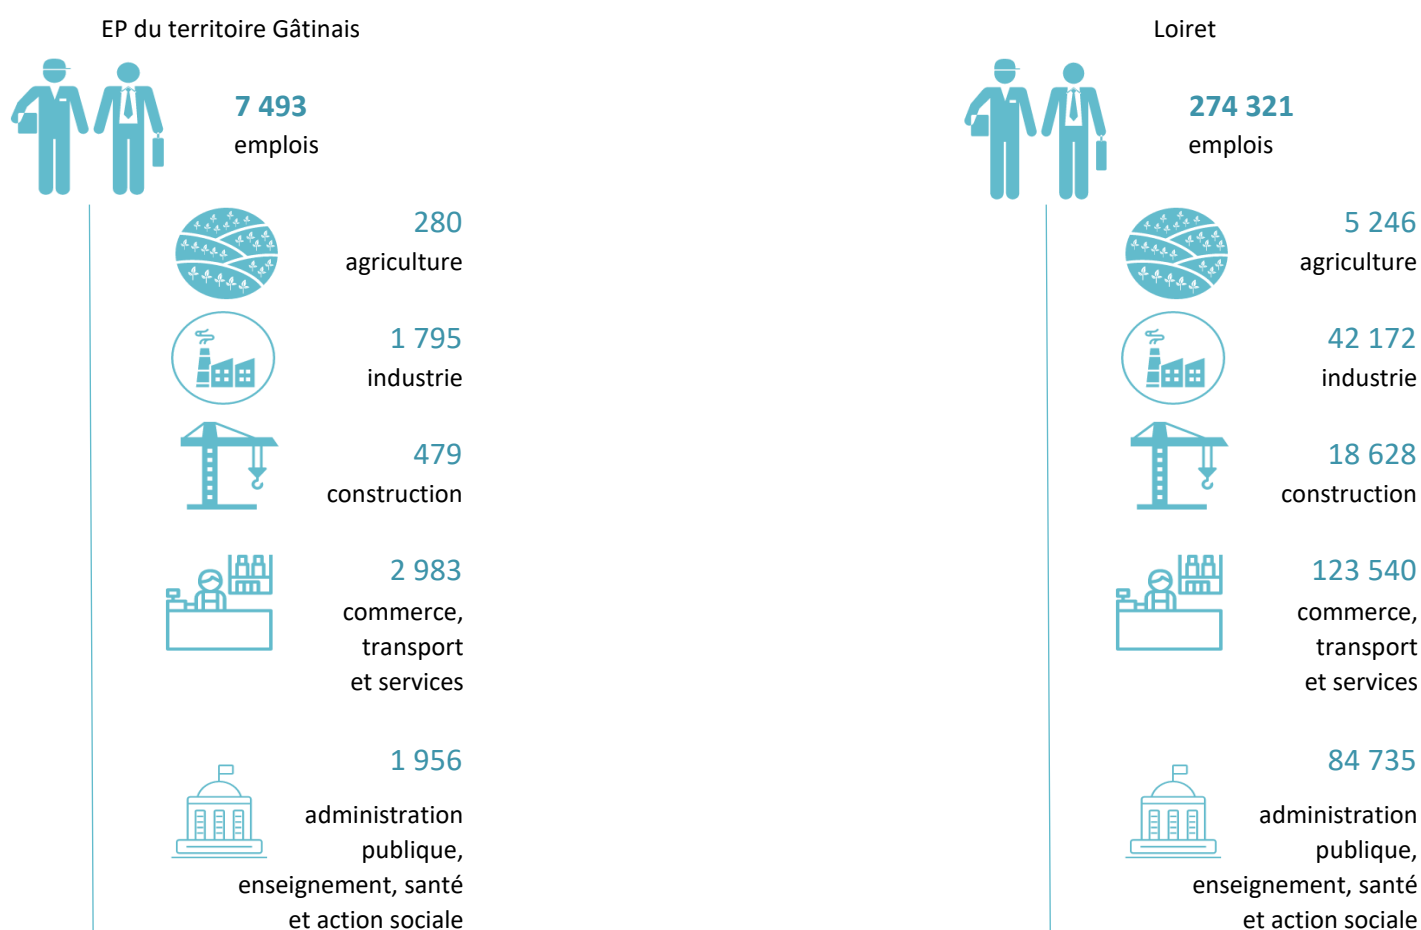 EP du territoire Gâtinais
7 493
emplois
280
agriculture
1 795
industrie
479
construction
2 983
commerce,
transport
et services
1 956
administration
publique,
enseignement, santé
et action sociale
Loiret
274 321
emplois
5 246
agriculture
42 172
industrie
18 628
construction
123 540
commerce,
transport
et services
84 735
administration
publique,
enseignement, santé
et action sociale